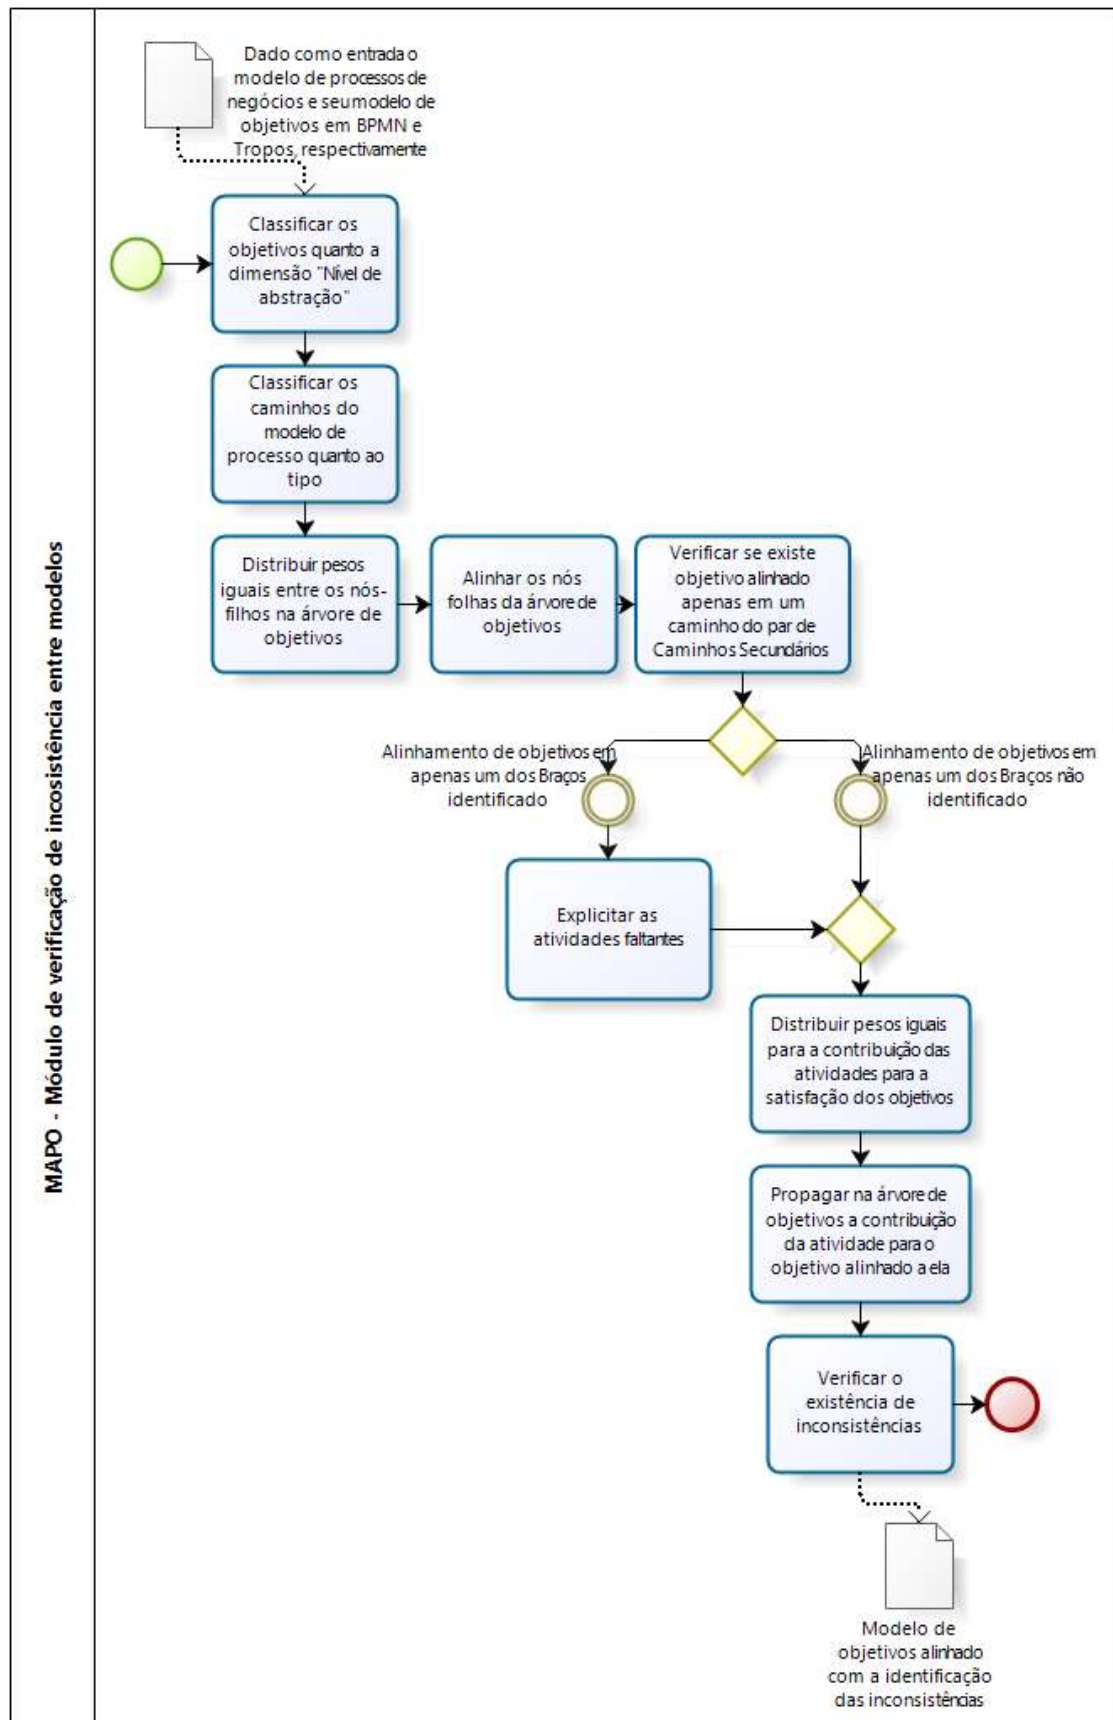 MAPO - Módulo de verificação de incosistência entre modelos
Dado como entrada o
modelo de processos de
negócios e seu modelo de
objetivos em BPMN e
Tropos, respectivamente
Classificar os
objetivos quanto a
dimensão "Nível de
abstração"
Classificar os
caminhos do
modelo de
processo quanto ao
tipo
Distribuir pesos
iguais entre os nós-
filhos na árvore de
objetivos
Alinhar os nós
folhas da árvore de
objetivos
Verificar se existe
objetivo alinhado
apenas em um
caminho do par de
Caminhos Secundários
Alinhamento de objetivos em
apenas um dos Braços
identificado
Alinhamento de objetivos em
apenas um dos Braços não
identificado
Explicitar as
atividades faltantes
Distribuir pesos iguais
para a contribuição das
atividades para a
satisfação dos objetivos
Propagar na árvore de
objetivos a contribuição
da atividade para o
objetivo alinhado a ela
Verificar o
existência de
inconsistências
Modelo de
objetivos alinhado
com a identificação
das inconsistências